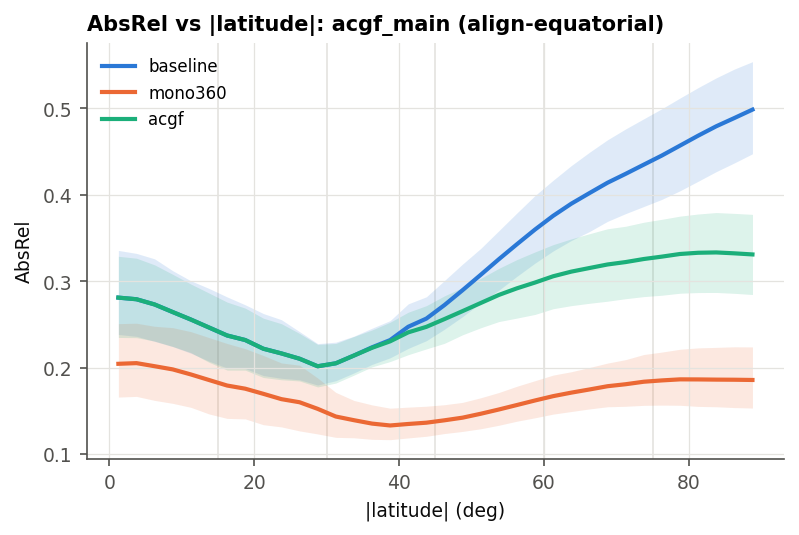 AbsRel vs |latitude|: acgf_main (align-equatorial)
baseline
mono360
acgf
AbsRel
0.5
0.4
0.3
0.2
0.1
0
20
40
60
80
|latitude| (deg)